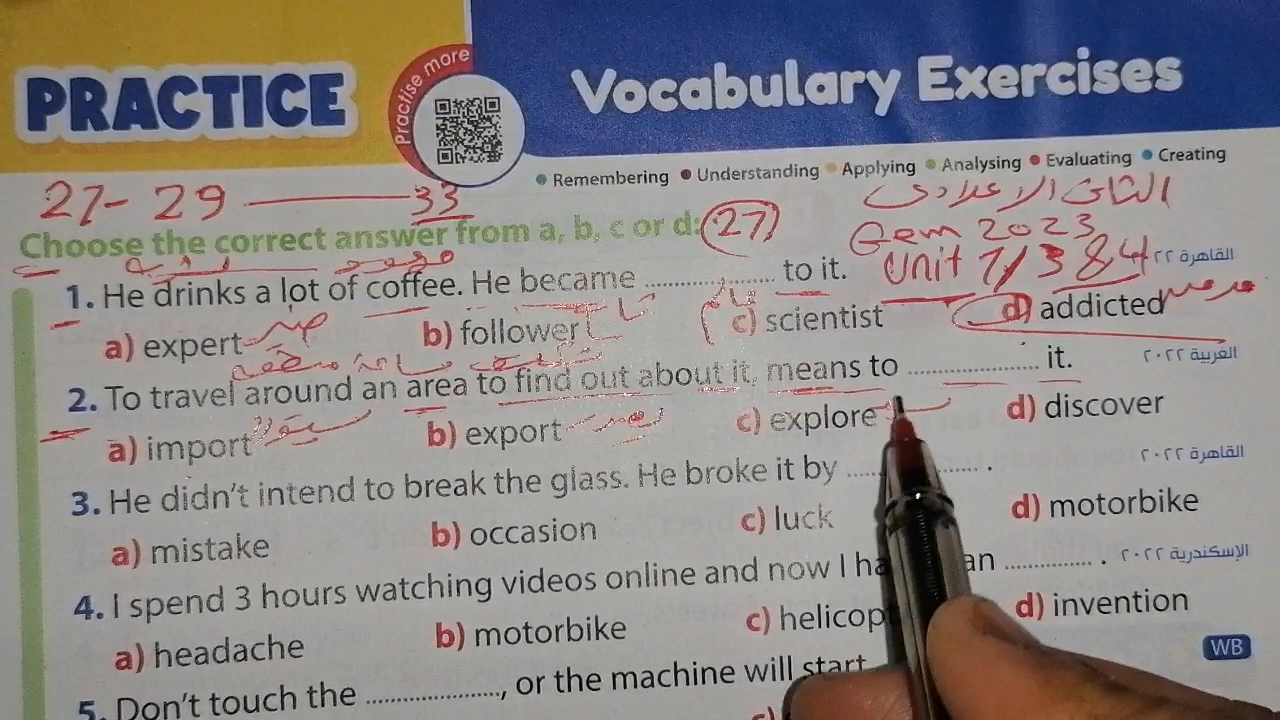 PRACTICE
Practise more
Vocabulary Exercises
Remembering Understanding Applying Analysing Evaluating Creating
27- 29 33
الثانى الاعدادى
Choose the correct answer from a, b, c or d: (27)
Gem 2023
Unit 7/3 84
1. He drinks a lot of coffee. He became .................... to it. القاهرة ٢٢
a) expert b) follower c) scientist d) addicted
2. To travel around an area to find out about it, means to .................... it. الغربية ٢٠٢٢
a) import b) export c) explore d) discover
3. He didn't intend to break the glass. He broke it by .................... . القاهرة ٢٠٢٢
a) mistake b) occasion c) luck d) motorbike
4. I spend 3 hours watching videos online and now I ha an .............. . الإسكندرية ٢٠٢٢
a) headache b) motorbike c) helicop d) invention
WB
5. Don't touch the ...................., or the machine will start
c)